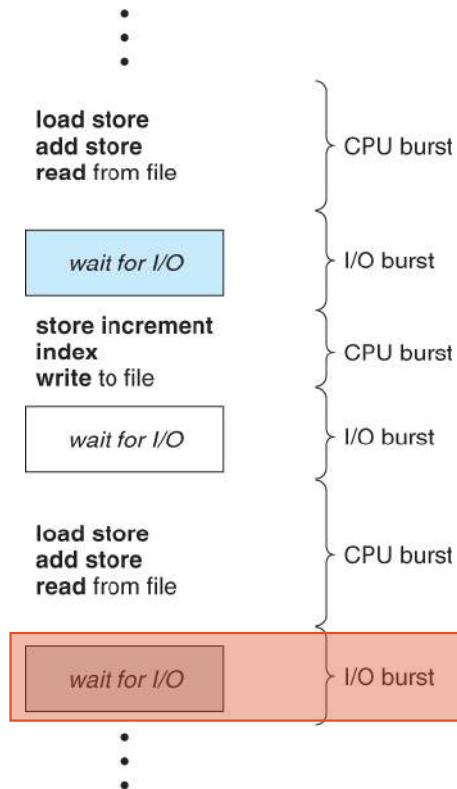 load store
add store
read from file
CPU burst
wait for I/O
I/O burst
store increment
index
write to file
CPU burst
wait for I/O
I/O burst
load store
add store
read from file
CPU burst
wait for I/O
I/O burst